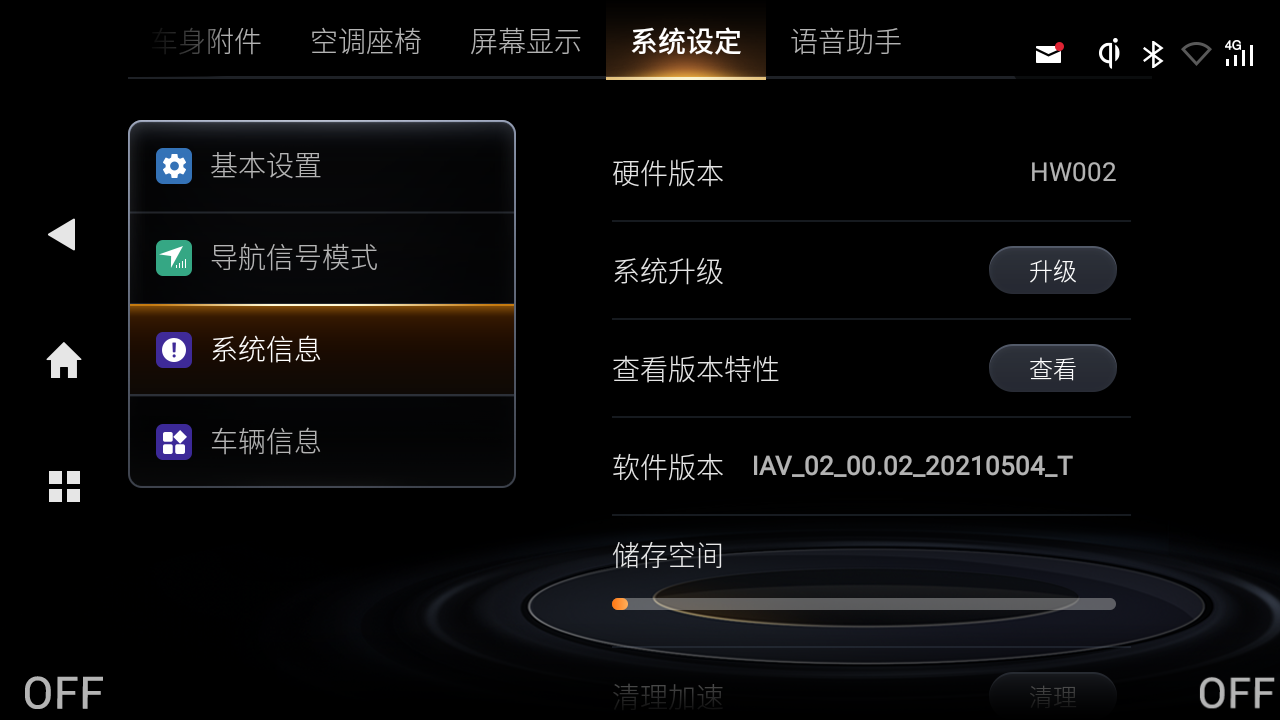 车身附件 空调座椅 屏幕显示 系统设定 语音助手
4G
基本设置
导航信号模式
系统信息
车辆信息
硬件版本 HW002
系统升级 升级
查看版本特性 查看
软件版本 IAV_02_00.02_20210504_T
储存空间
清理加速 清理
OFF OFF